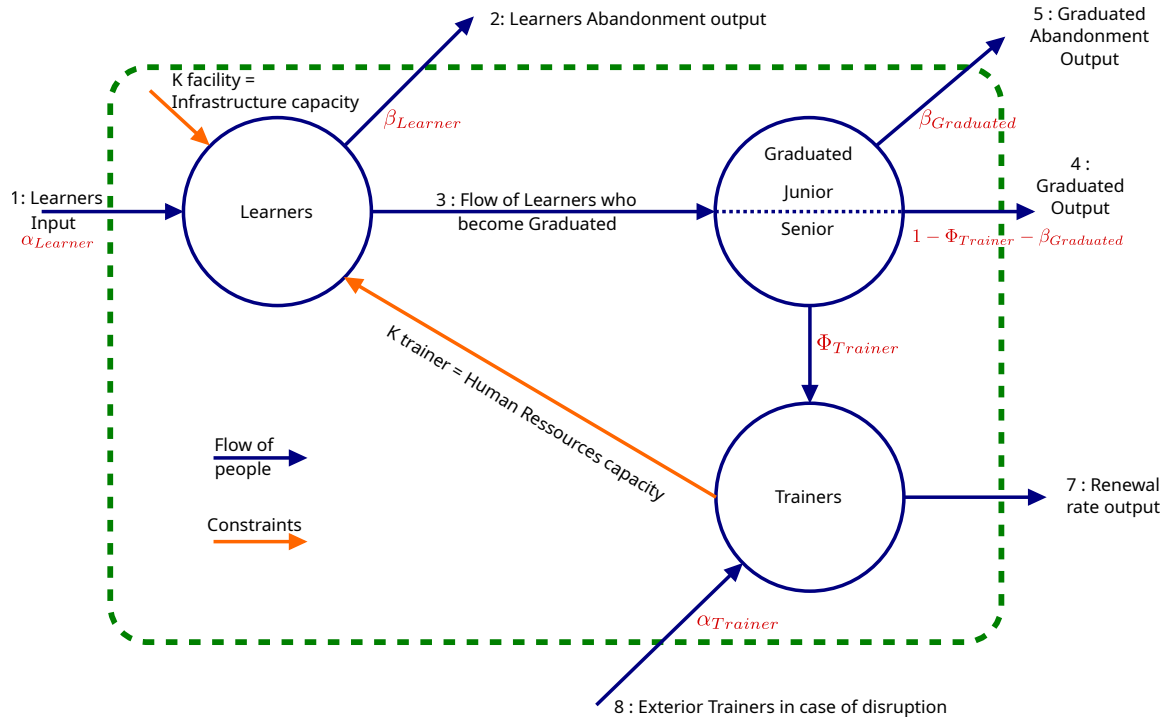 2: Learners Abandonment output
5 : Graduated
Abandonment
Output
K facility =
Infrastructure capacity
β_Learner
β_Graduated
Graduated
Junior
Senior
4 :
Graduated
Output
1: Learners
Input
α_Learner
Learners
3 : Flow of Learners who
become Graduated
1 − Φ_Trainer − β_Graduated
Φ_Trainer
K trainer = Human Ressources capacity
Flow of
people
Constraints
Trainers
7 : Renewal
rate output
α_Trainer
8 : Exterior Trainers in case of disruption